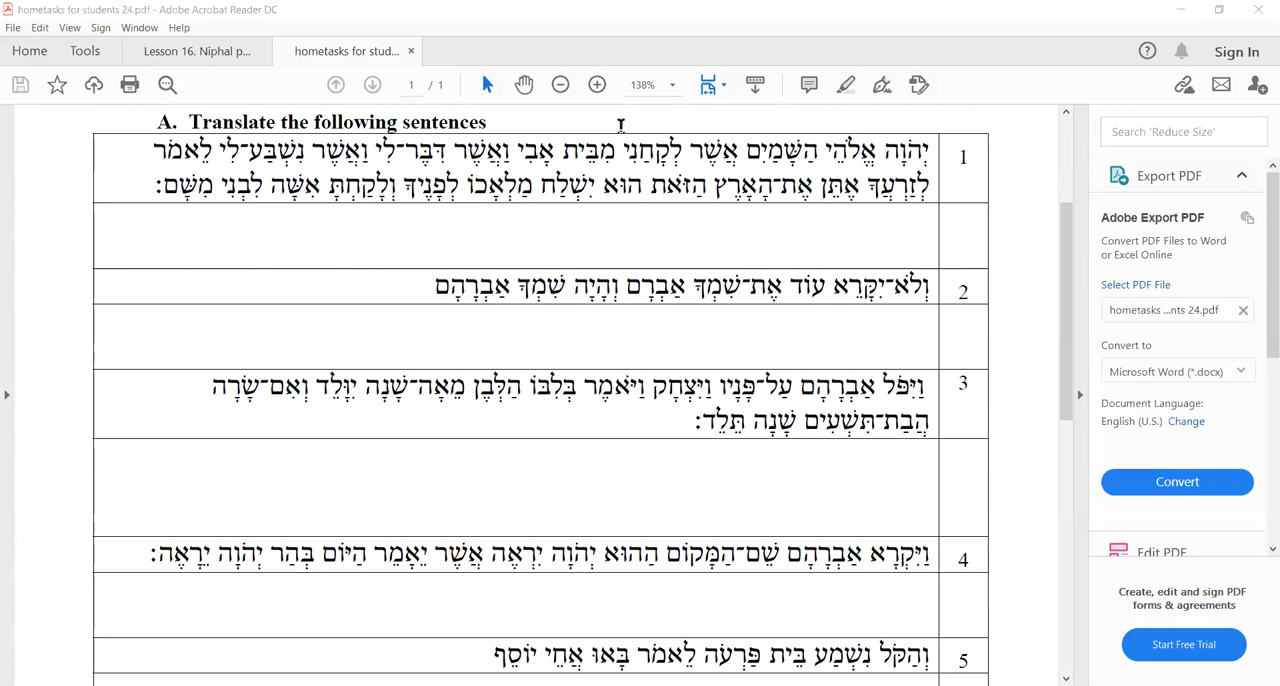 hometasks for students 24.pdf - Adobe Acrobat Reader DC
File Edit View Sign Window Help
Home Tools Lesson 16. Niphal p... hometasks for stud... × Sign In
1 / 1 138%
A. Translate the following sentences
1 יְהֹוָה אֱלֹהֵי הַשָּׁמַיִם אֲשֶׁר לְקָחַנִי מִבֵּית אָבִי וַאֲשֶׁר דִּבֶּר־לִי וַאֲשֶׁר נִשְׁבַּע־לִי לֵאמֹר
לְזַרְעֲךָ אֶתֵּן אֶת־הָאָרֶץ הַזֹּאת הוּא יִשְׁלַח מַלְאָכוֹ לְפָנֶיךָ וְלָקַחְתָּ אִשָּׁה לִבְנִי מִשָּׁם׃
2 וְלֹא־יִקָּרֵא עוֹד אֶת־שִׁמְךָ אַבְרָם וְהָיָה שִׁמְךָ אַבְרָהָם
3 וַיִּפֹּל אַבְרָהָם עַל־פָּנָיו וַיִּצְחָק וַיֹּאמֶר בְּלִבּוֹ הַלְּבֶן מֵאָה־שָׁנָה יִוָּלֵד וְאִם־שָׂרָה
הֲבַת־תִּשְׁעִים שָׁנָה תֵּלֵד׃
4 וַיִּקְרָא אַבְרָהָם שֵׁם־הַמָּקוֹם הַהוּא יְהֹוָה יִרְאֶה אֲשֶׁר יֵאָמֵר הַיּוֹם בְּהַר יְהֹוָה יֵרָאֶה׃
5 וְהַקֹּל נִשְׁמַע בֵּית פַּרְעֹה לֵאמֹר בָּאוּ אֲחֵי יוֹסֵף
Search 'Reduce Size'
Export PDF
Adobe Export PDF
Convert PDF Files to Word
or Excel Online
Select PDF File
hometasks ...nts 24.pdf
Convert to
Microsoft Word (*.docx)
Document Language:
English (U.S.) Change
Convert
Edit PDF
Create, edit and sign PDF
forms & agreements
Start Free Trial